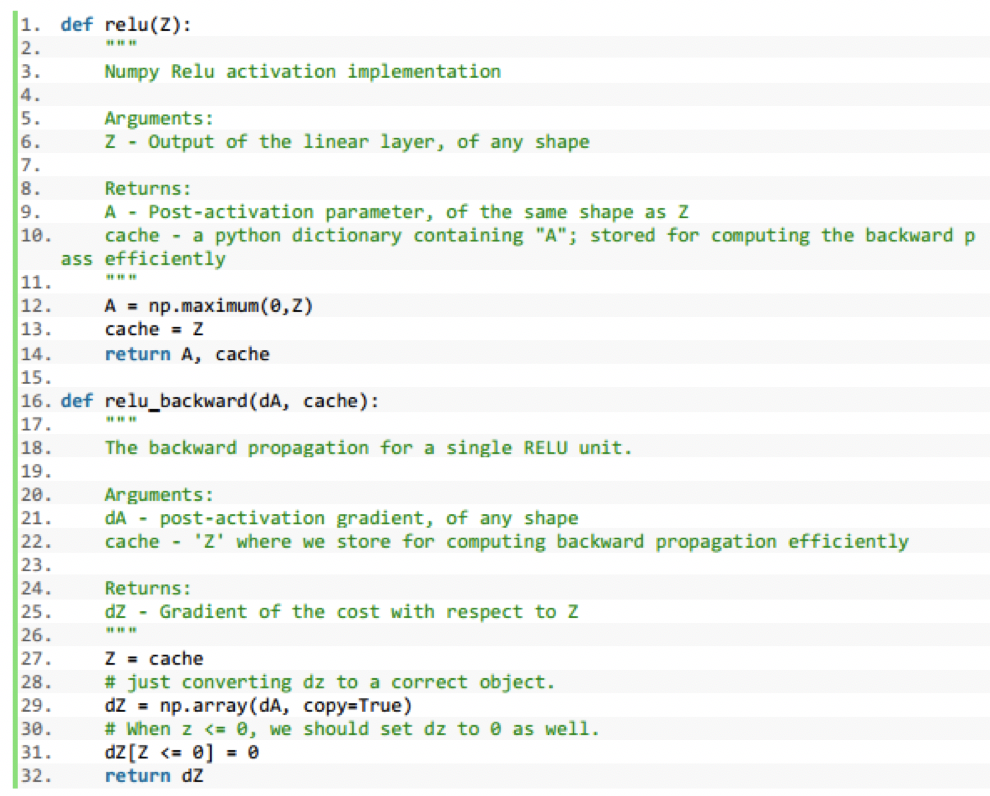 1. def relu(Z):
2.     """
3.     Numpy Relu activation implementation
4.
5.     Arguments:
6.     Z - Output of the linear layer, of any shape
7.
8.     Returns:
9.     A - Post-activation parameter, of the same shape as Z
10.     cache - a python dictionary containing "A"; stored for computing the backward p
ass efficiently
11.     """
12.     A = np.maximum(0,Z)
13.     cache = Z
14.     return A, cache
15.
16. def relu_backward(dA, cache):
17.     """
18.     The backward propagation for a single RELU unit.
19.
20.     Arguments:
21.     dA - post-activation gradient, of any shape
22.     cache - 'Z' where we store for computing backward propagation efficiently
23.
24.     Returns:
25.     dZ - Gradient of the cost with respect to Z
26.     """
27.     Z = cache
28.     # just converting dz to a correct object.
29.     dZ = np.array(dA, copy=True)
30.     # When z <= 0, we should set dz to 0 as well.
31.     dZ[Z <= 0] = 0
32.     return dZ